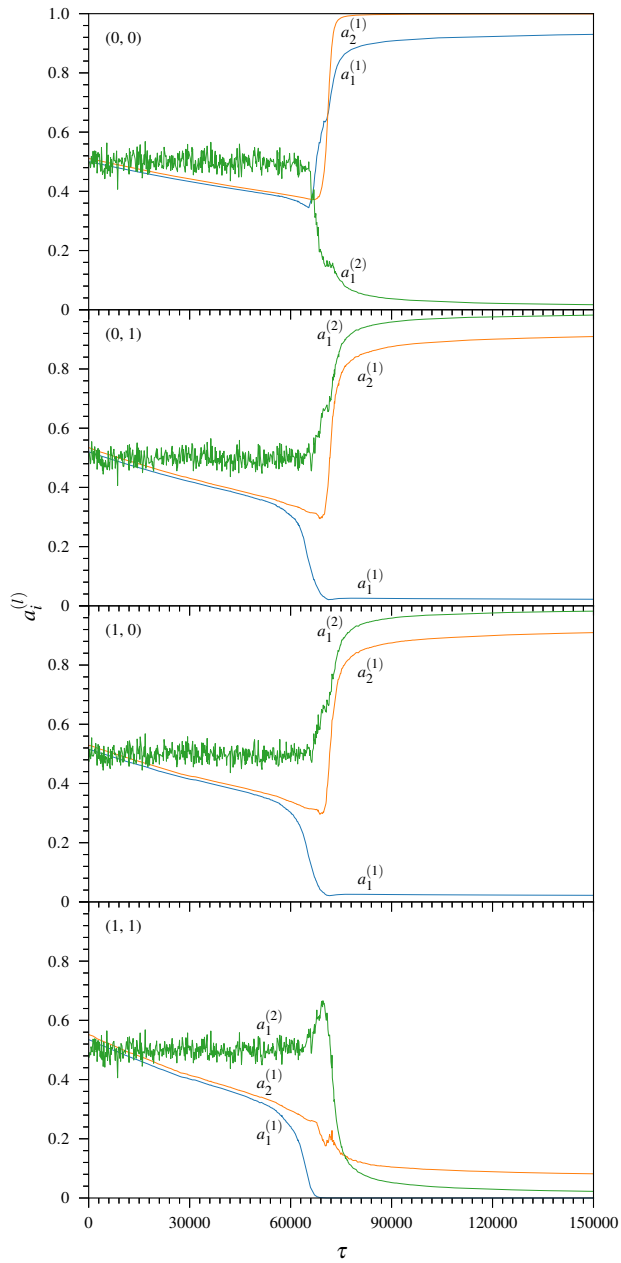 1.0
(0, 0)
a_2^{(1)}
a_1^{(1)}
0.8
0.6
0.4
0.2
a_1^{(2)}
0
(0, 1)
a_1^{(2)}
a_2^{(1)}
0.8
0.6
0.4
0.2
a_1^{(1)}
0
a_i^{(l)}
(1, 0)
a_1^{(2)}
a_2^{(1)}
0.8
0.6
0.4
0.2
a_1^{(1)}
0
(1, 1)
0.8
0.6
a_1^{(2)}
0.4
a_2^{(1)}
a_1^{(1)}
0.2
0
0 30000 60000 90000 120000 150000
τ